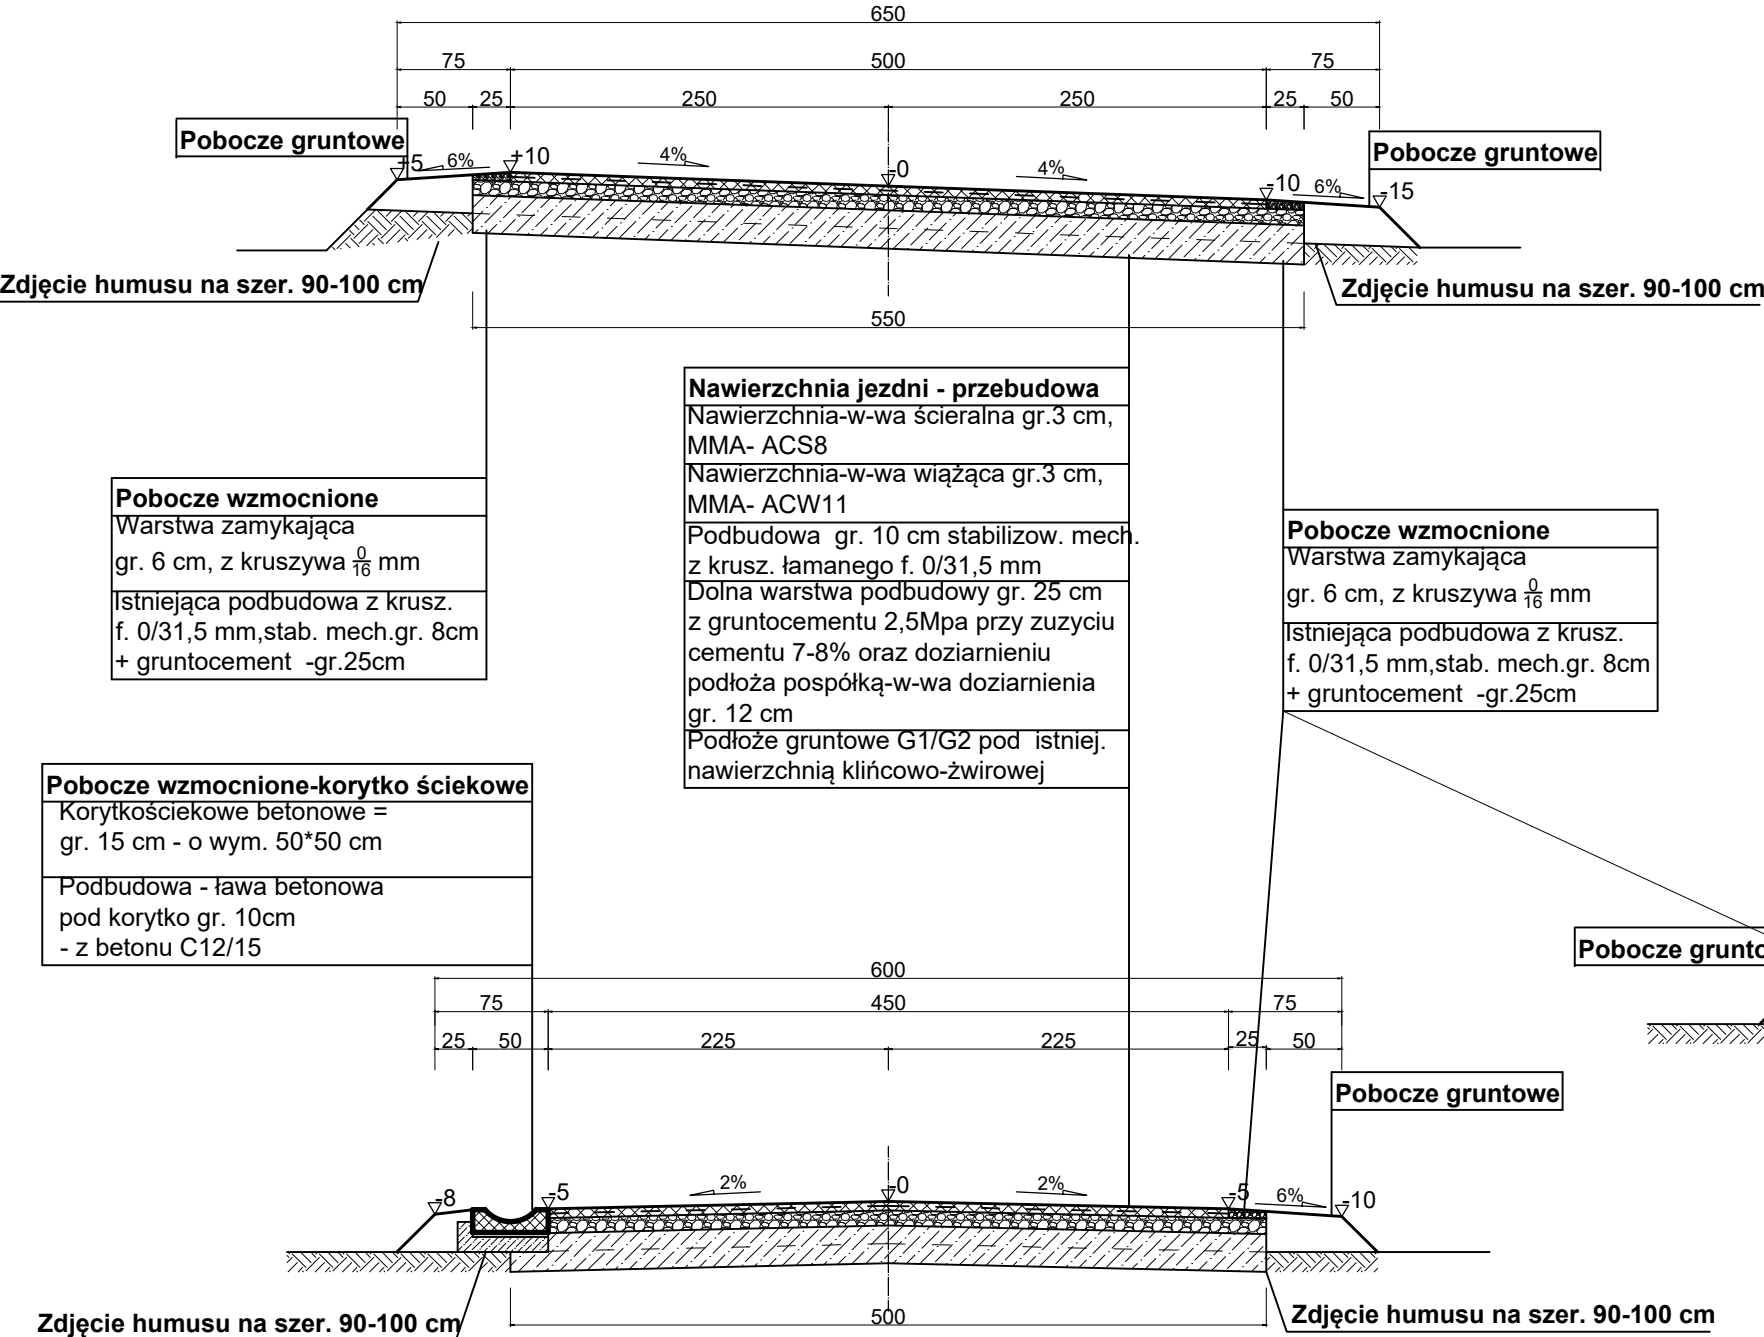 650
75 500 75
50 25 250 250 25 50
Pobocze gruntowe
Pobocze gruntowe
+5 6% +10 4% -0 4% -10 6% -15
Zdjęcie humusu na szer. 90-100 cm
Zdjęcie humusu na szer. 90-100 cm
550
Nawierzchnia jezdni - przebudowa
Nawierzchnia-w-wa ścieralna gr.3 cm,
MMA- ACS8
Nawierzchnia-w-wa wiążąca gr.3 cm,
MMA- ACW11
Podbudowa gr. 10 cm stabilizow. mech.
z krusz. łamanego f. 0/31,5 mm
Dolna warstwa podbudowy gr. 25 cm
z gruntocementu 2,5Mpa przy zuzyciu
cementu 7-8% oraz doziarnieniu
podłoża pospółką-w-wa doziarnienia
gr. 12 cm
Podłoże gruntowe G1/G2 pod istniej.
nawierzchnią klińcowo-żwirowej
Pobocze wzmocnione
Warstwa zamykająca
gr. 6 cm, z kruszywa 0/16 mm
Istniejąca podbudowa z krusz.
f. 0/31,5 mm,stab. mech.gr. 8cm
+ gruntocement -gr.25cm
Pobocze wzmocnione
Warstwa zamykająca
gr. 6 cm, z kruszywa 0/16 mm
Istniejąca podbudowa z krusz.
f. 0/31,5 mm,stab. mech.gr. 8cm
+ gruntocement -gr.25cm
Pobocze wzmocnione-korytko ściekowe
Korytkościekowe betonowe =
gr. 15 cm - o wym. 50*50 cm
Podbudowa - ława betonowa
pod korytko gr. 10cm
- z betonu C12/15
Pobocze grunto
600
75 450 75
25 50 225 225 25 50
Pobocze gruntowe
-8 -5 2% -0 2% -5 6% -10
Zdjęcie humusu na szer. 90-100 cm
500
Zdjęcie humusu na szer. 90-100 cm